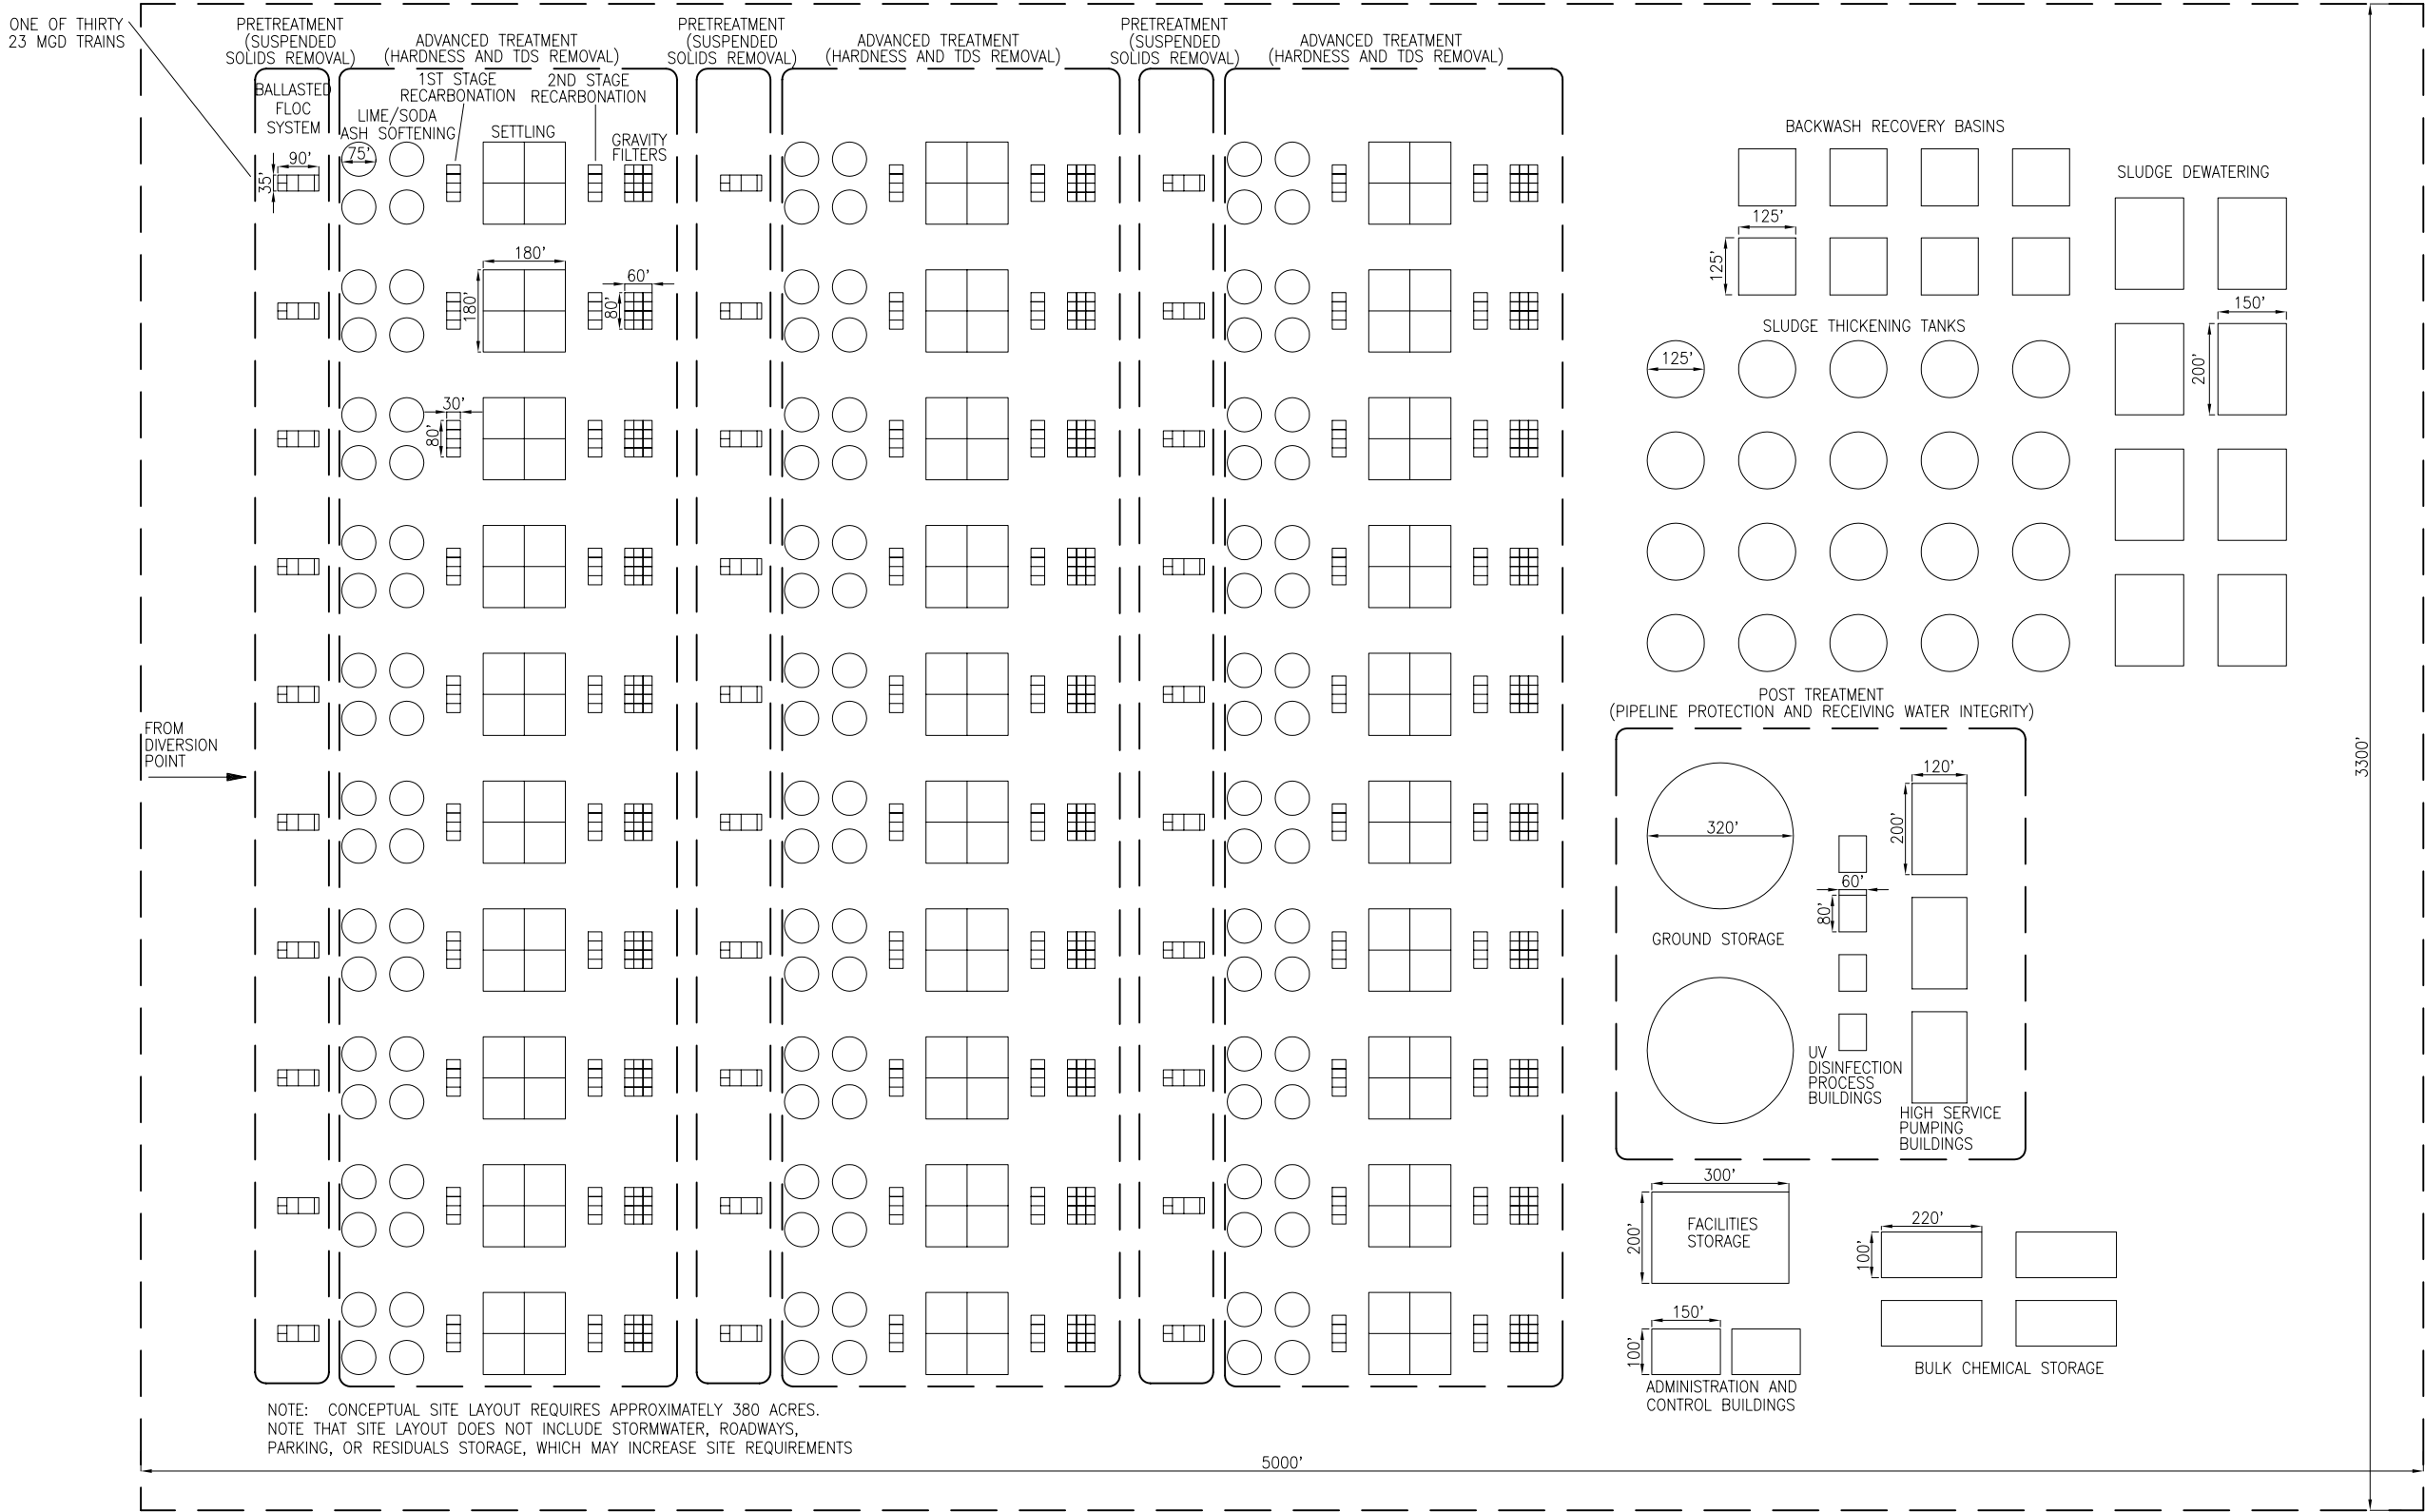 ONE OF THIRTY
23 MGD TRAINS
PRETREATMENT
(SUSPENDED
SOLIDS REMOVAL)
ADVANCED TREATMENT
(HARDNESS AND TDS REMOVAL)
PRETREATMENT
(SUSPENDED
SOLIDS REMOVAL)
ADVANCED TREATMENT
(HARDNESS AND TDS REMOVAL)
PRETREATMENT
(SUSPENDED
SOLIDS REMOVAL)
ADVANCED TREATMENT
(HARDNESS AND TDS REMOVAL)
BALLASTED
FLOC
SYSTEM
LIME/SODA
ASH SOFTENING
1ST STAGE
RECARBONATION
SETTLING
2ND STAGE
RECARBONATION
GRAVITY
FILTERS
90'
35'
75'
180'
180'
60'
80'
30'
80'
FROM
DIVERSION
POINT
BACKWASH RECOVERY BASINS
125'
125'
SLUDGE DEWATERING
150'
200'
SLUDGE THICKENING TANKS
125'
POST TREATMENT
(PIPELINE PROTECTION AND RECEIVING WATER INTEGRITY)
320'
GROUND STORAGE
60'
80'
UV
DISINFECTION
PROCESS
BUILDINGS
120'
200'
HIGH SERVICE
PUMPING
BUILDINGS
3300'
300'
200'
FACILITIES
STORAGE
220'
100'
BULK CHEMICAL STORAGE
150'
100'
ADMINISTRATION AND
CONTROL BUILDINGS
NOTE: CONCEPTUAL SITE LAYOUT REQUIRES APPROXIMATELY 380 ACRES.
NOTE THAT SITE LAYOUT DOES NOT INCLUDE STORMWATER, ROADWAYS,
PARKING, OR RESIDUALS STORAGE, WHICH MAY INCREASE SITE REQUIREMENTS
5000'